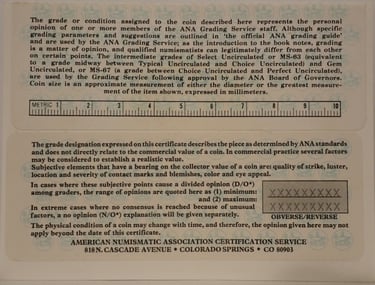 The grade or condition assigned to the coin described here represents the personal
opinion of one or more members of the ANA Grading Service staff. Although specific
grading parameters and suggestions are outlined in 'the official ANA grading guide'
and are used by the ANA Grading Service; as the introduction to the book notes, grading
is a matter of opinion, and qualified numismatists can legitimately differ from each other
on certain points. The intermediate grades of Select Uncirculated or MS-63 (equivalent
to a grade midway between Typical Uncirculated and Choice Uncirculated) and Gem
Uncirculated, or MS-67 (a grade between Choice Uncirculated and Perfect Uncirculated),
are used by the Grading Service following approval by the ANA Board of Governors.
Coin size is an approximate measurement of either the diameter or the greatest measure-
ment of the item shown, expressed in millimeters.
METRIC 1 2 3 4 5 6 7 8 9 10
The grade designation expressed on this certificate describes the piece as determined by ANA standards
and does not directly relate to the commercial value of a coin. In commercial practice several factors
may be considered to establish a realistic value.
Subjective elements that have a bearing on the collector value of a coin are: quality of strike, luster,
location and severity of contact marks and blemishes, color and eye appeal.
In cases where these subjective points cause a divided opinion (D/O*)
among graders, the range of opinions are quoted here as (1) minimum:
and (2) maximum:
XXXXXXXXX
XXXXXXXXX
In extreme cases where no consensus is reached because of unusual
factors, a no opinion (N/O*) explanation will be given separately.
OBVERSE/REVERSE
The physical condition of a coin may change with time, and therefore, the opinion given here may not
apply beyond the date of this certificate.
AMERICAN NUMISMATIC ASSOCIATION CERTIFICATION SERVICE
818 N. CASCADE AVENUE • COLORADO SPRINGS • CO 80903